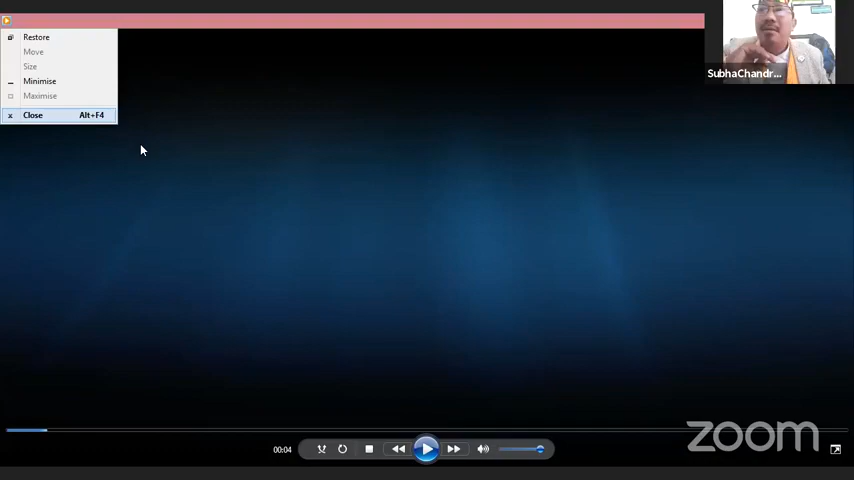 Restore
Move
Size
Minimise
Maximise
x Close Alt+F4
SubhaChandr...
00:04
zoom